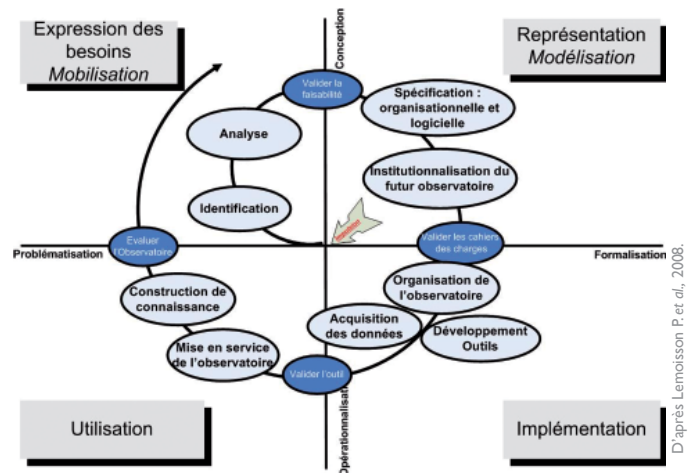 Expression des
besoins
Mobilisation
Conception
Représentation
Modélisation
Valider la
faisabilité
Spécification :
organisationnelle et
logicielle
Analyse
Institutionnalisation du
futur observatoire
Identification
Impulsion
Problématisation
Evaluer
l'Observatoire
Valider les cahiers
des charges
Formalisation
Organisation de
l'observatoire
Construction de
connaissance
Acquisition
des données
Développement
Outils
Mise en service
de l'observatoire
Valider l'outil
Opérationnalisation
Utilisation
Implémentation
D'après Lemoisson P. et al., 2008.